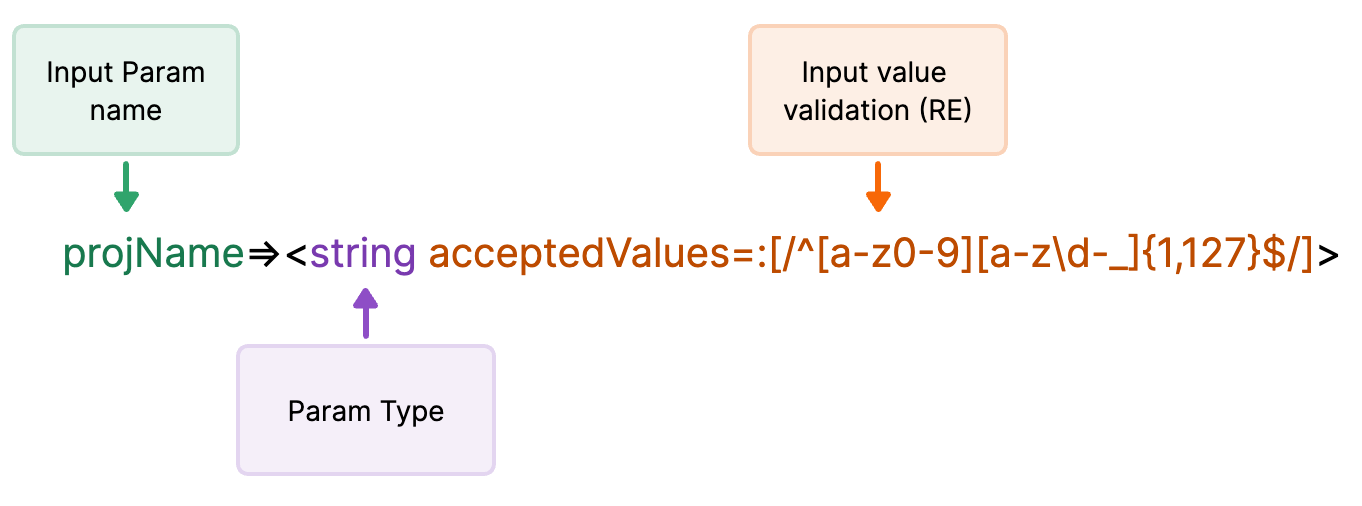 Input Param
name
Input value
validation (RE)
projName=><string acceptedValues=:[/^[a-z0-9][a-z\d-_]{1,127}$/]>
Param Type